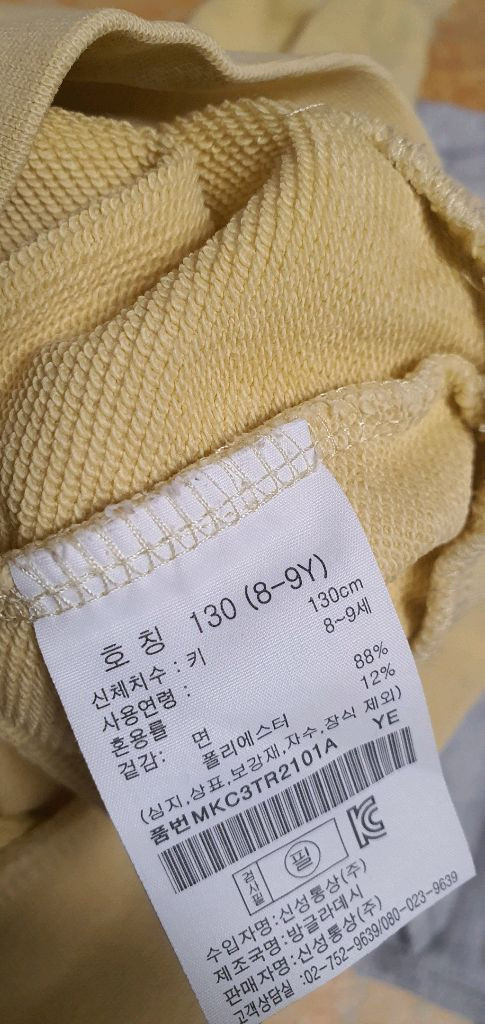 호 칭 130 (8-9Y)
신체치수 : 키 130cm
사용연령 : 8~9세
혼용률
겉감: 면 88%
폴리에스터 12%
(심지,상표,보강재,자수,장식 제외)
품번MKC3TR2101A YE
검사필 필
수입자명:신성통상(주)
제조국명:방글라데시
판매자명:신성통상(주)
고객상담실 :02-752-9639/080-023-9639